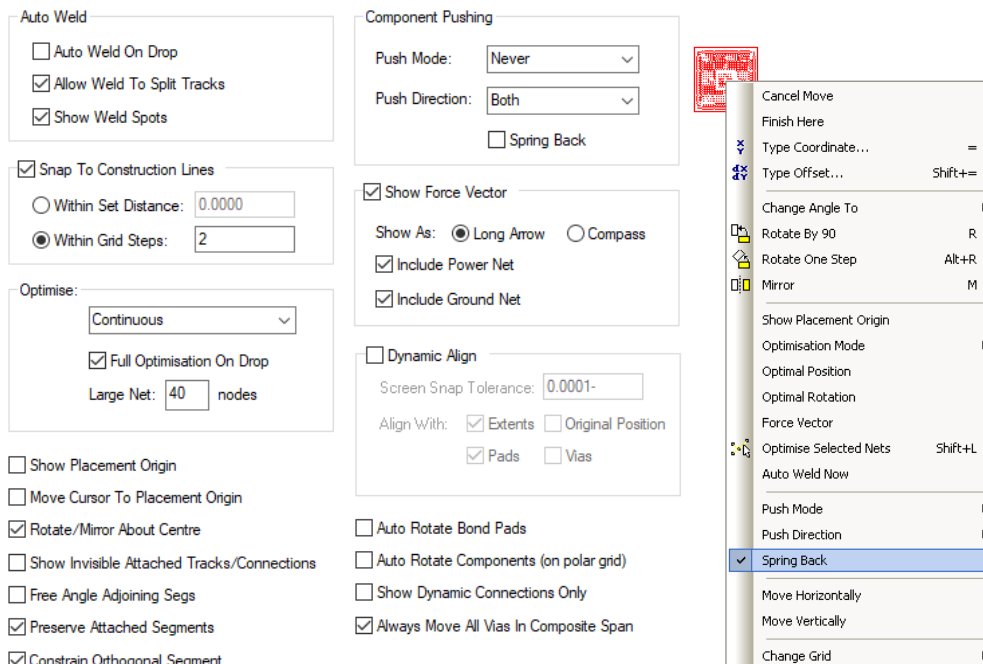 Auto Weld
Auto Weld On Drop
Allow Weld To Split Tracks
Show Weld Spots
Snap To Construction Lines
Within Set Distance: 0.0000
Within Grid Steps: 2
Optimise:
Continuous
Full Optimisation On Drop
Large Net: 40 nodes
Show Placement Origin
Move Cursor To Placement Origin
Rotate/Mirror About Centre
Show Invisible Attached Tracks/Connections
Free Angle Adjoining Segs
Preserve Attached Segments
Constrain Orthogonal Segment
Component Pushing
Push Mode: Never
Push Direction: Both
Spring Back
Show Force Vector
Show As: Long Arrow Compass
Include Power Net
Include Ground Net
Dynamic Align
Screen Snap Tolerance: 0.0001-
Align With: Extents Original Position
Pads Vias
Auto Rotate Bond Pads
Auto Rotate Components (on polar grid)
Show Dynamic Connections Only
Always Move All Vias In Composite Span
Cancel Move
Finish Here
Type Coordinate... =
Type Offset... Shift+=
Change Angle To
Rotate By 90 R
Rotate One Step Alt+R
Mirror M
Show Placement Origin
Optimisation Mode
Optimal Position
Optimal Rotation
Force Vector
Optimise Selected Nets Shift+L
Auto Weld Now
Push Mode
Push Direction
Spring Back
Move Horizontally
Move Vertically
Change Grid